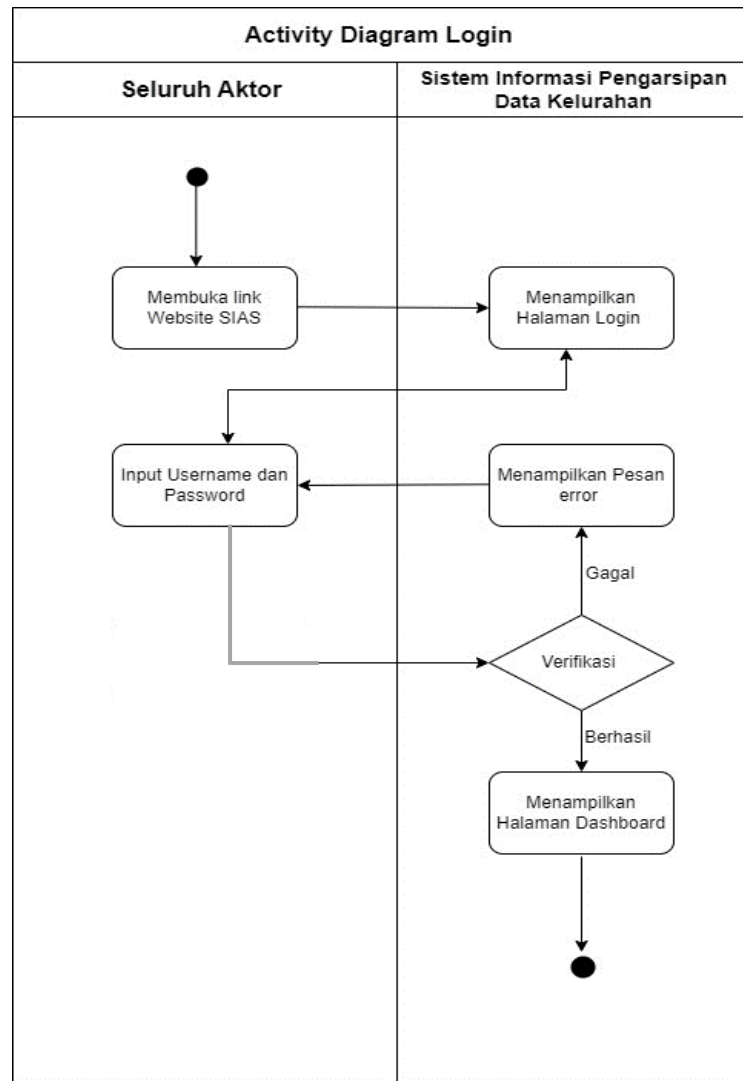 Activity Diagram Login
Seluruh Aktor
Sistem Informasi Pengarsipan
Data Kelurahan
Membuka link
Website SIAS
Menampilkan
Halaman Login
Input Username dan
Password
Menampilkan Pesan
error
Gagal
Verifikasi
Berhasil
Menampilkan
Halaman Dashboard